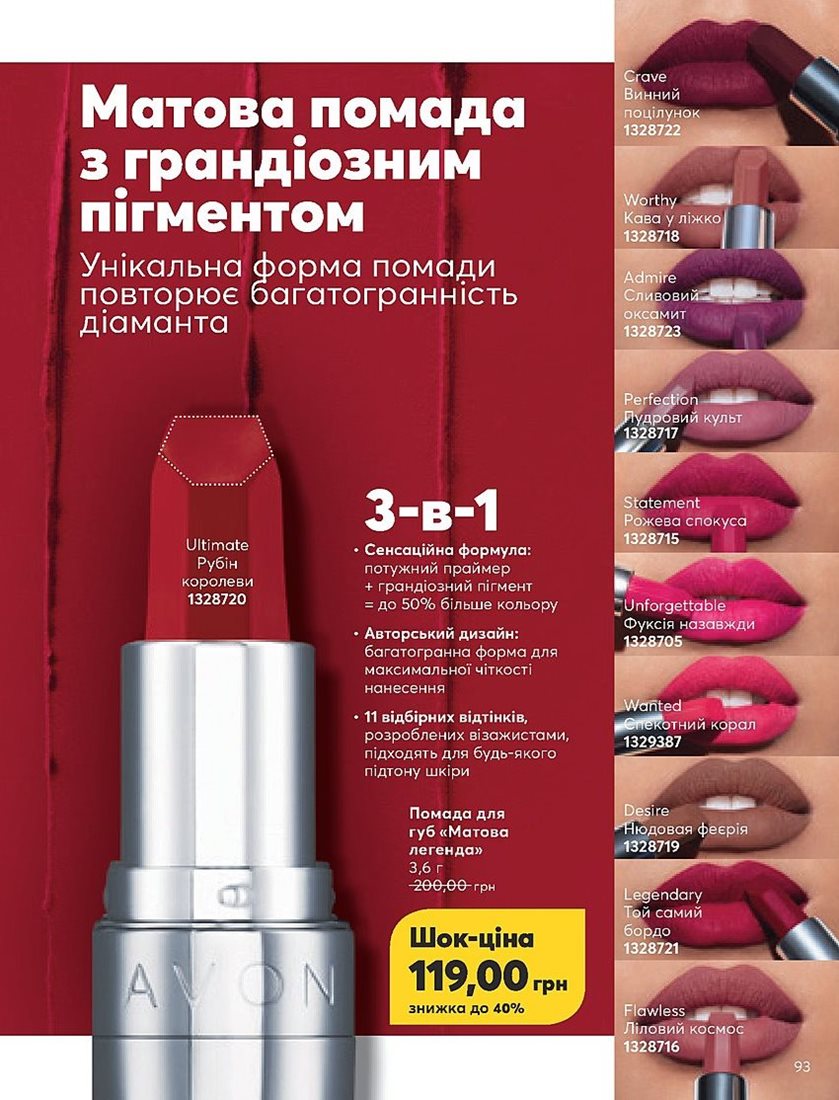 Матова помада
з грандіозним
пігментом
Унікальна форма помади
повторює багатогранність
діаманта
Ultimate
Рубін
королеви
1328720
3-в-1
• Сенсаційна формула:
потужний праймер
+ грандіозний пігмент
= до 50% більше кольору
• Авторський дизайн:
багатогранна форма для
максимальної чіткості
нанесення
• 11 відбірних відтінків,
розроблених візажистами,
підходять для будь-якого
підтону шкіри
Помада для
губ «Матова
легенда»
3,6 г
200,00 грн
Шок-ціна
119,00 грн
знижка до 40%
AVON
Crave
Винний
поцілунок
1328722
Worthy
Кава у ліжко
1328718
Admire
Сливовий
оксамит
1328723
Perfection
Пудровий культ
1328717
Statement
Рожева спокуса
1328715
Unforgettable
Фуксія назавжди
1328705
Wanted
Спекотний корал
1329387
Desire
Нюдовая феєрія
1328719
Legendary
Той самий
бордо
1328721
Flawless
Ліловий космос
1328716
93